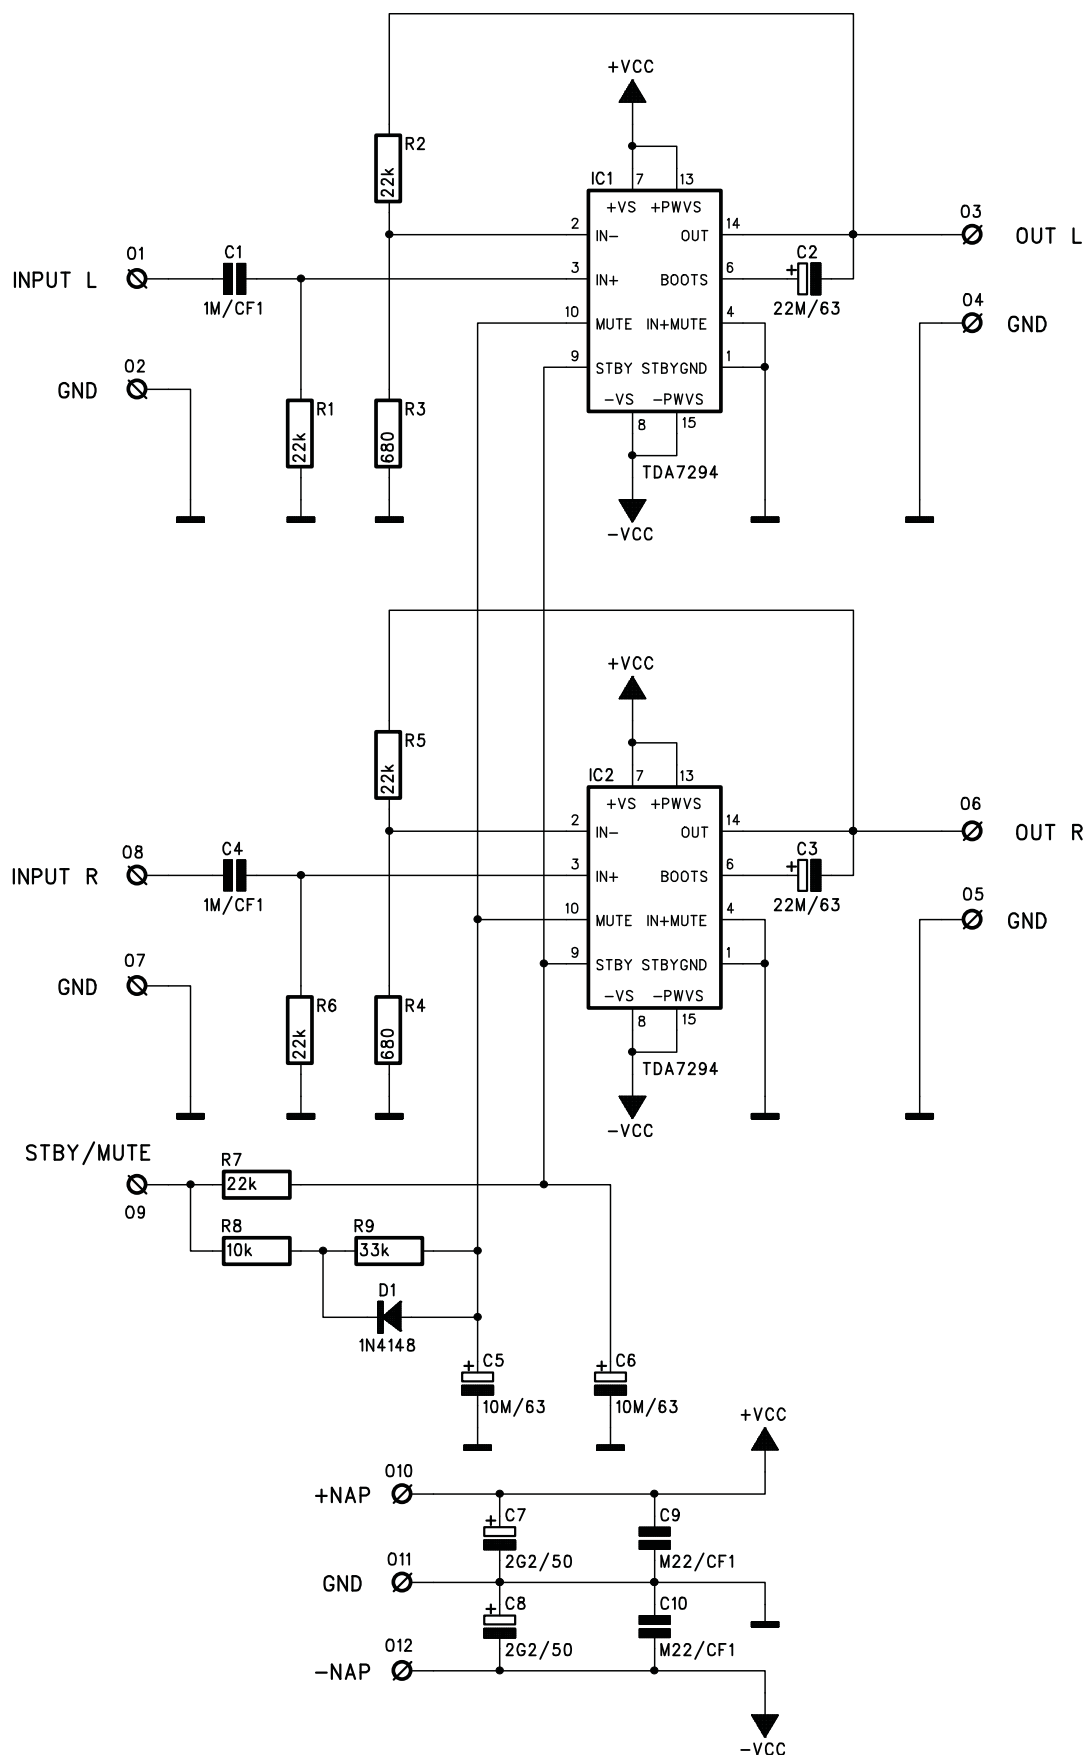 +VCC
R2
22k
IC1
7
13
+VS
+PWVS
2
IN-
OUT
14
O3
OUT L
O1
INPUT L
C1
1M/CF1
3
IN+
BOOTS
6
C2
+
22M/63
10
MUTE
IN+MUTE
4
O4
GND
O2
GND
9
STBY
STBYGND
1
R1
22k
R3
680
-VS
-PWVS
8
15
TDA7294
-VCC
+VCC
R5
22k
IC2
7
13
+VS
+PWVS
2
IN-
OUT
14
O6
OUT R
O8
INPUT R
C4
1M/CF1
3
IN+
BOOTS
6
C3
+
22M/63
10
MUTE
IN+MUTE
4
O5
GND
O7
GND
9
STBY
STBYGND
1
R6
22k
R4
680
-VS
-PWVS
8
15
TDA7294
-VCC
STBY/MUTE
O9
R7
22k
R8
10k
R9
33k
D1
1N4148
+
C5
10M/63
+
C6
10M/63
+VCC
O10
+NAP
+
C7
2G2/50
C9
M22/CF1
O11
GND
+
C8
2G2/50
C10
M22/CF1
O12
-NAP
-VCC